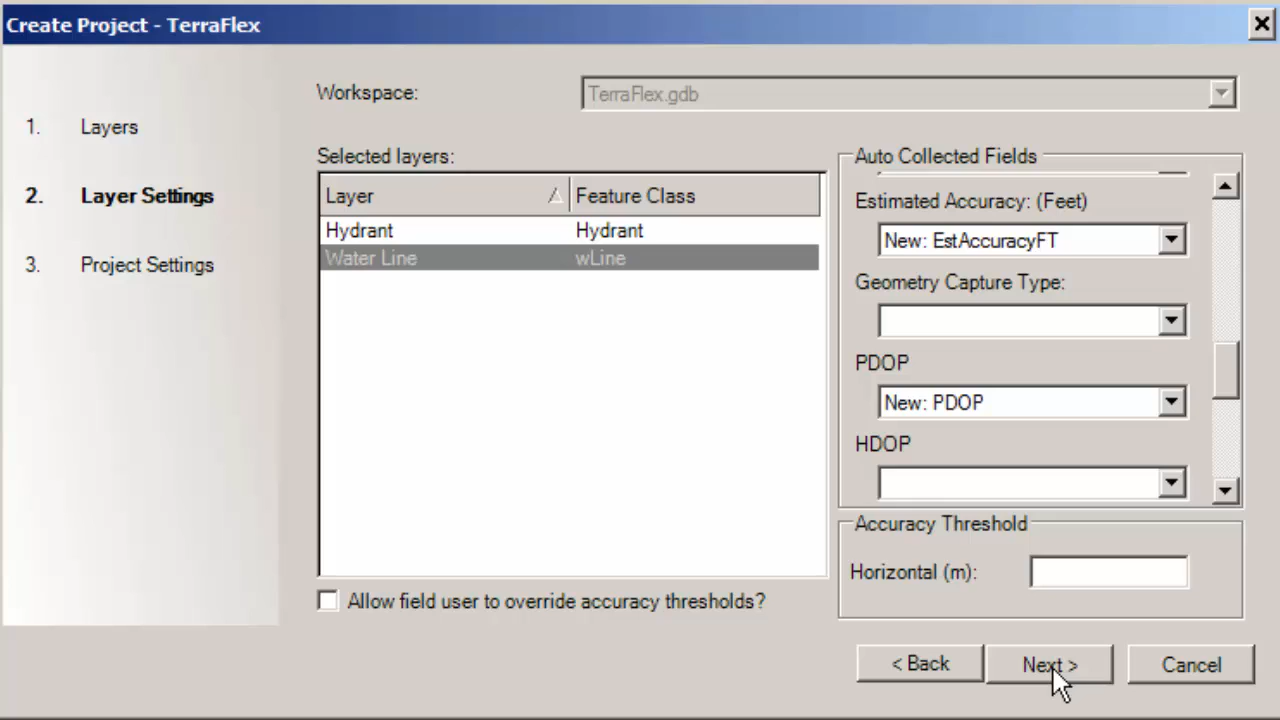 Create Project - TerraFlex
1. Layers
2. Layer Settings
3. Project Settings
Workspace: TerraFlex.gdb
Selected layers:
Layer Feature Class
Hydrant Hydrant
Water Line wLine
Allow field user to override accuracy thresholds?
Auto Collected Fields
Estimated Accuracy: (Feet)
New: EstAccuracyFT
Geometry Capture Type:
PDOP
New: PDOP
HDOP
Accuracy Threshold
Horizontal (m):
< Back Next > Cancel